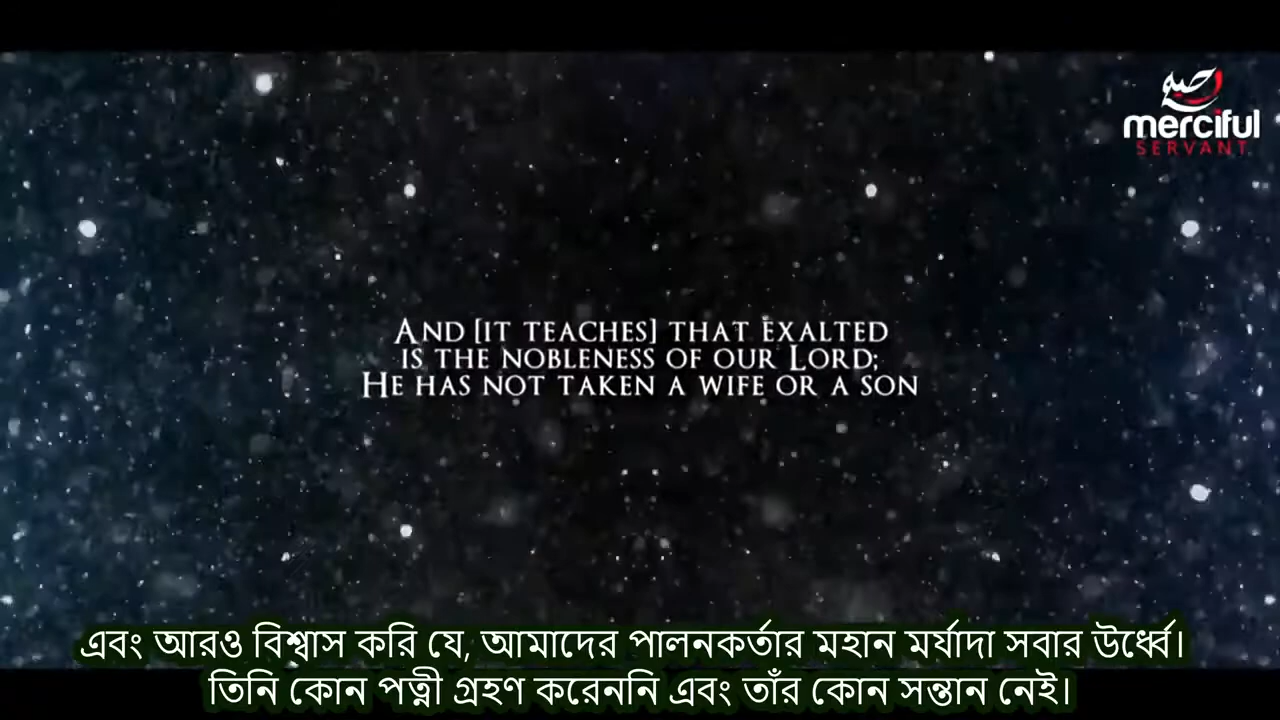 merciful
SERVANT
AND [IT TEACHES] THAT EXALTED
IS THE NOBLENESS OF OUR LORD;
HE HAS NOT TAKEN A WIFE OR A SON
এবং আরও বিশ্বাস করি যে, আমাদের পালনকর্তার মহান মর্যাদা সবার উর্ধ্বে।
তিনি কোন পত্নী গ্রহণ করেননি এবং তাঁর কোন সন্তান নেই।